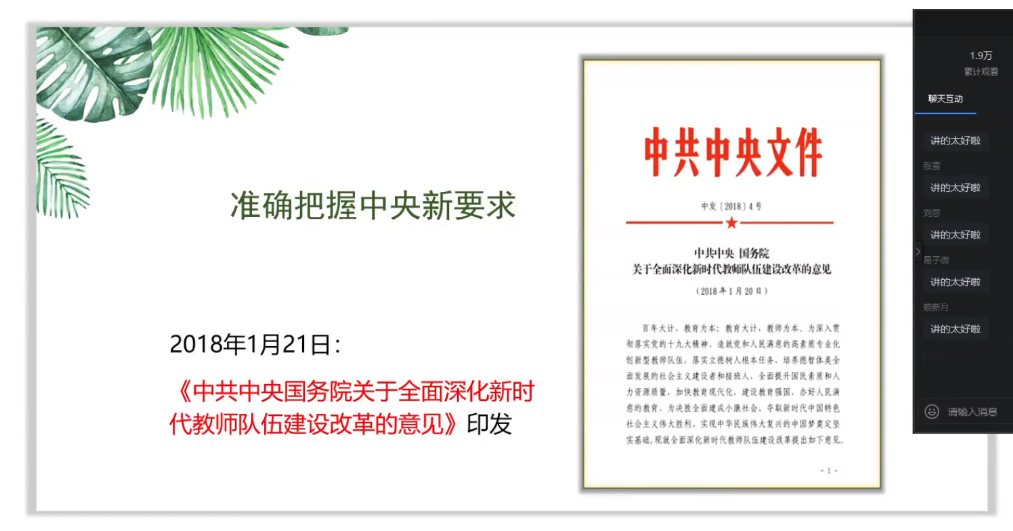 准确把握中央新要求
2018年1月21日：
《中共中央国务院关于全面深化新时
代教师队伍建设改革的意见》印发
中共中央文件
中发〔2018〕4号
中共中央 国务院
关于全面深化新时代教师队伍建设改革的意见
（2018年1月20日）
百年大计，教育为本；教育大计，教师为本。为深入贯
彻落实党的十九大精神，造就党和人民满意的高素质专业化
创新型教师队伍，落实立德树人根本任务，培养德智体美全
面发展的社会主义建设者和接班人，全面提升国民素质和人
力资源质量，加快教育现代化，建设教育强国，办好人民满
意的教育，为决胜全面建成小康社会、夺取新时代中国特色
社会主义伟大胜利、实现中华民族伟大复兴的中国梦奠定坚
实基础，现就全面深化新时代教师队伍建设改革提出如下意见。
- 1 -
1.9万
累计观看
聊天互动
讲的太好啦
张雪
讲的太好啦
刘莎
讲的太好啦
讲的太好啦
讲的太好啦
请输入消息